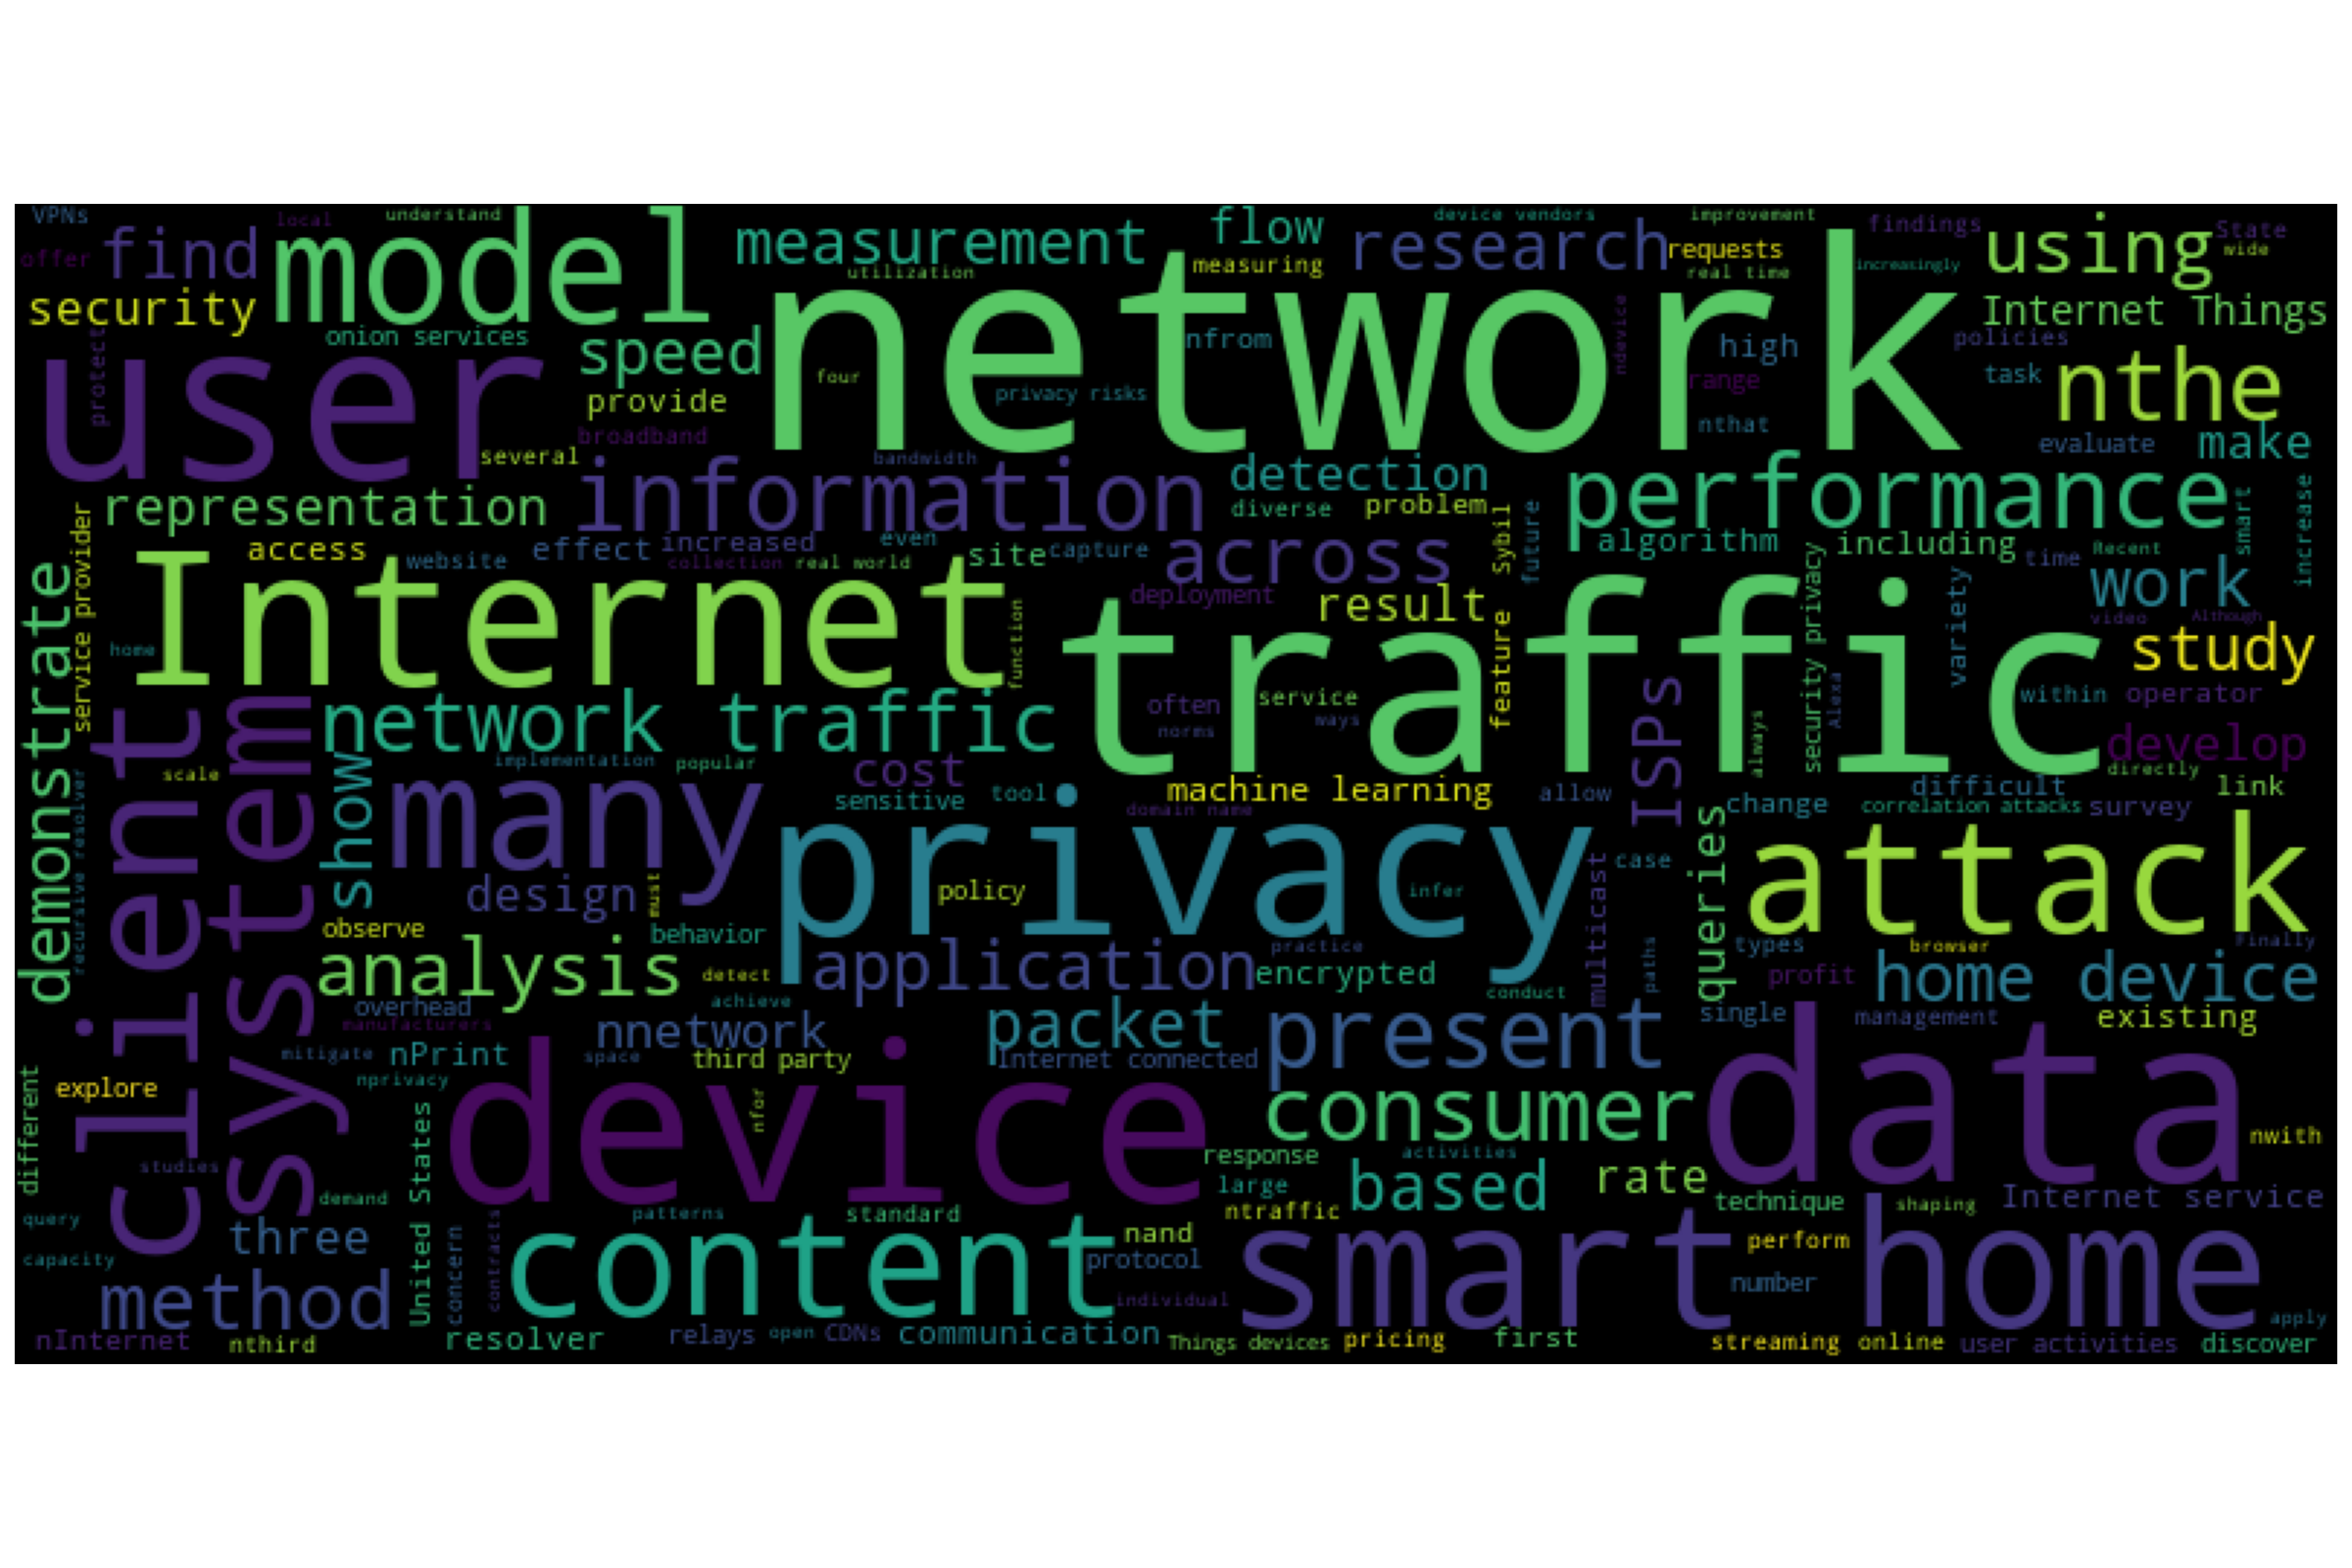 VPNs
local
understand
device vendors
improvement
findings
State
offer
find
model
measurement
flow
research
requests
using
wide
utilization
measuring
real time
increasingly
security
network
Internet Things
onion services
speed
nfrom
ndevice
high
policies
user
protect
four
privacy risks
range
task
nthe
provide
broadband
nthat
evaluate
make
several
information
bandwidth
detection
performance
representation
diverse
problem
Sybil
future
smart
increase
service provider
access
website
effect
increased
even
site
capture
across
algorithm
including
time
Recent
collection
real world
demonstrate
Internet
function
deployment
result
feature
security privacy
variety
work
video
Although
home
traffic
study
client
system
network traffic
often
service
ISPs
within
operator
norms
ways
Alexa
always
develop
scale
show
implementation
popular
cost
directly
recursive resolver
many
sensitive
tool
machine learning
allow
difficult
link
domain name
change
correlation attacks
survey
privacy
queries
attack
design
must
policy
infer
multicast
case
observe
behavior
practice
types
browser
Finally
analysis
detect
application
encrypted
paths
profit
home device
overhead
achieve
conduct
manufacturers
nnetwork
packet
present
single
management
existing
mitigate
nPrint
space
third party
Internet connected
data
explore
nprivacy
device
nfor
consumer
different
United States
nwith
studies
response
activities
large
based
rate
demand
technique
shaping
Internet service
query
three
concern
contracts
patterns
standard
nand
ntraffic
smart home
capacity
content
protocol
perform
method
individual
number
apply
nInternet
nthird
resolver
relays
open
CDNs
communication
Things devices
pricing
first
streaming
online
user activities
discover